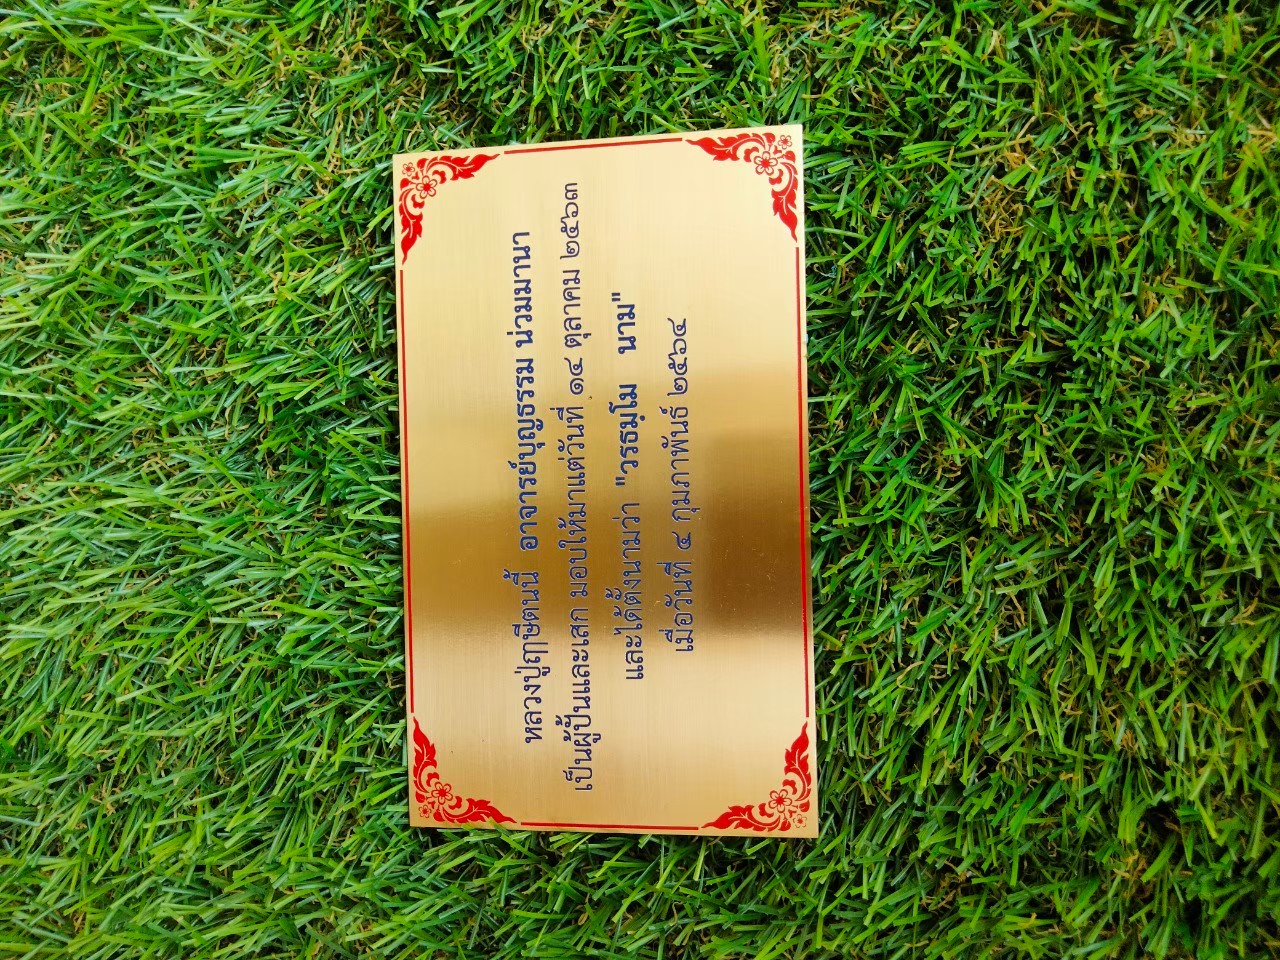 หลวงปู่ฤาษีตนนี้ อาจารย์บุญธรรม น่วมมานา
เป็นผู้ปั้นและเสก มอบให้มาแต่วันที่ ๑๔ ตุลาคม ๒๕๖๓
และได้ตั้งนามว่า "วรธมฺโม นาม"
เมื่อวันที่ ๔ กุมภาพันธ์ ๒๕๖๔